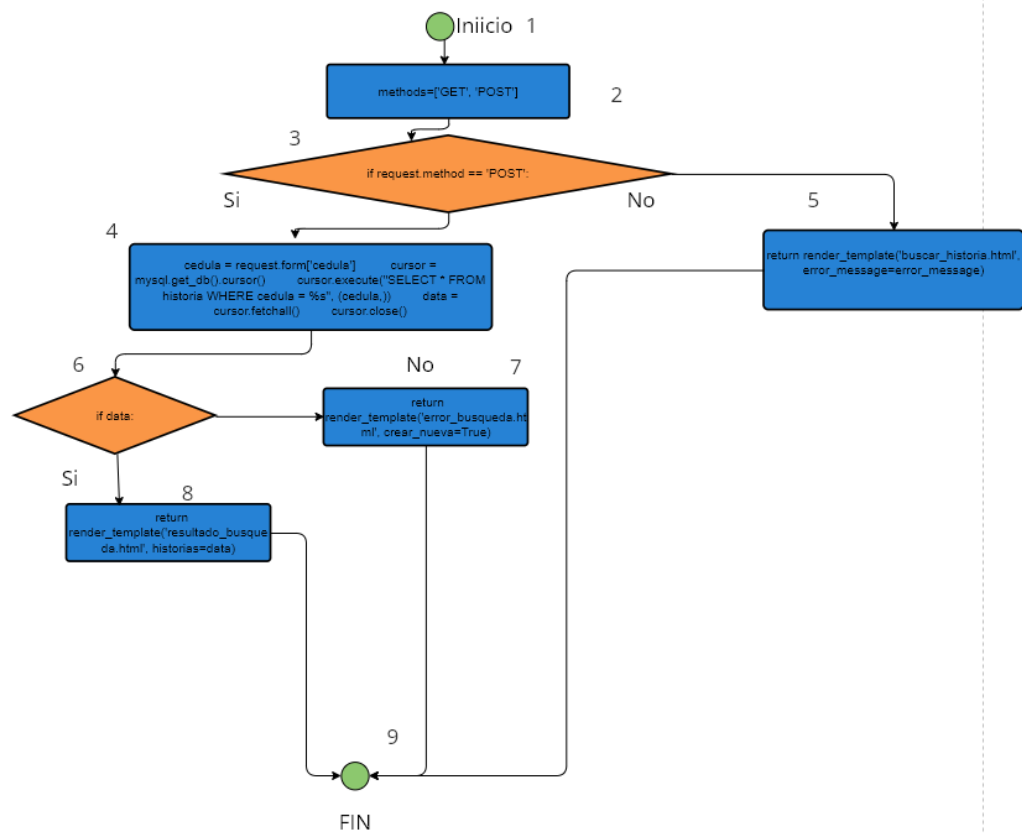 Iniicio 1
methods=['GET', 'POST']
2
3
if request.method == 'POST':
Si
No
5
4
cedula = request.form['cedula'] cursor =
mysql.get_db().cursor() cursor.execute("SELECT * FROM
historia WHERE cedula = %s", (cedula,)) data =
cursor.fetchall() cursor.close()
return render_template('buscar_historia.html',
error_message=error_message)
6
No
7
if data:
return
render_template('error_busqueda.ht
ml', crear_nueva=True)
Si
8
return
render_template('resultado_busque
da.html', historias=data)
9
FIN